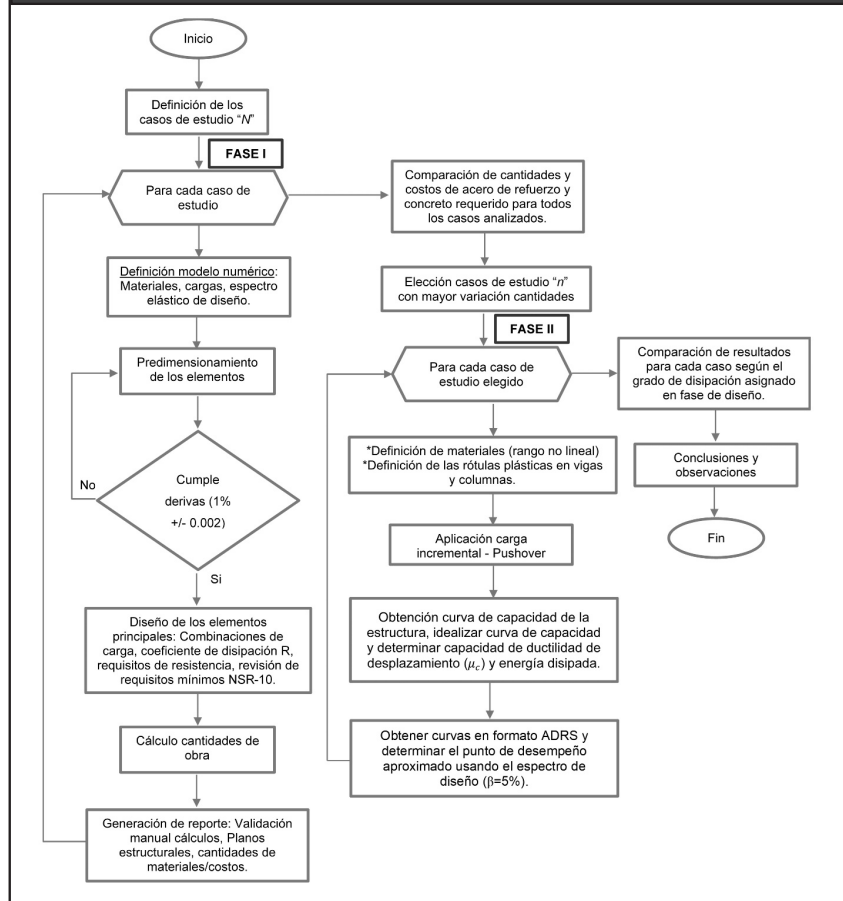 Inicio
Definición de los
casos de estudio “N”
FASE I
Para cada caso de
estudio
Definición modelo numérico:
Materiales, cargas, espectro
elástico de diseño.
Predimensionamiento
de los elementos
No
Cumple
derivas (1%
+/- 0.002)
Si
Diseño de los elementos
principales: Combinaciones de
carga, coeficiente de disipación R,
requisitos de resistencia, revisión de
requisitos mínimos NSR-10.
Cálculo cantidades de
obra
Generación de reporte: Validación
manual cálculos, Planos
estructurales, cantidades de
materiales/costos.
Comparación de cantidades y
costos de acero de refuerzo y
concreto requerido para todos
los casos analizados.
Elección casos de estudio “n”
con mayor variación cantidades
FASE II
Para cada caso de
estudio elegido
*Definición de materiales (rango no lineal)
*Definición de las rótulas plásticas en vigas
y columnas.
Aplicación carga
incremental - Pushover
Obtención curva de capacidad de la
estructura, idealizar curva de capacidad
y determinar capacidad de ductilidad de
desplazamiento (μc) y energía disipada.
Obtener curvas en formato ADRS y
determinar el punto de desempeño
aproximado usando el espectro de
diseño (β=5%).
Comparación de resultados
para cada caso según el
grado de disipación asignado
en fase de diseño.
Conclusiones y
observaciones
Fin